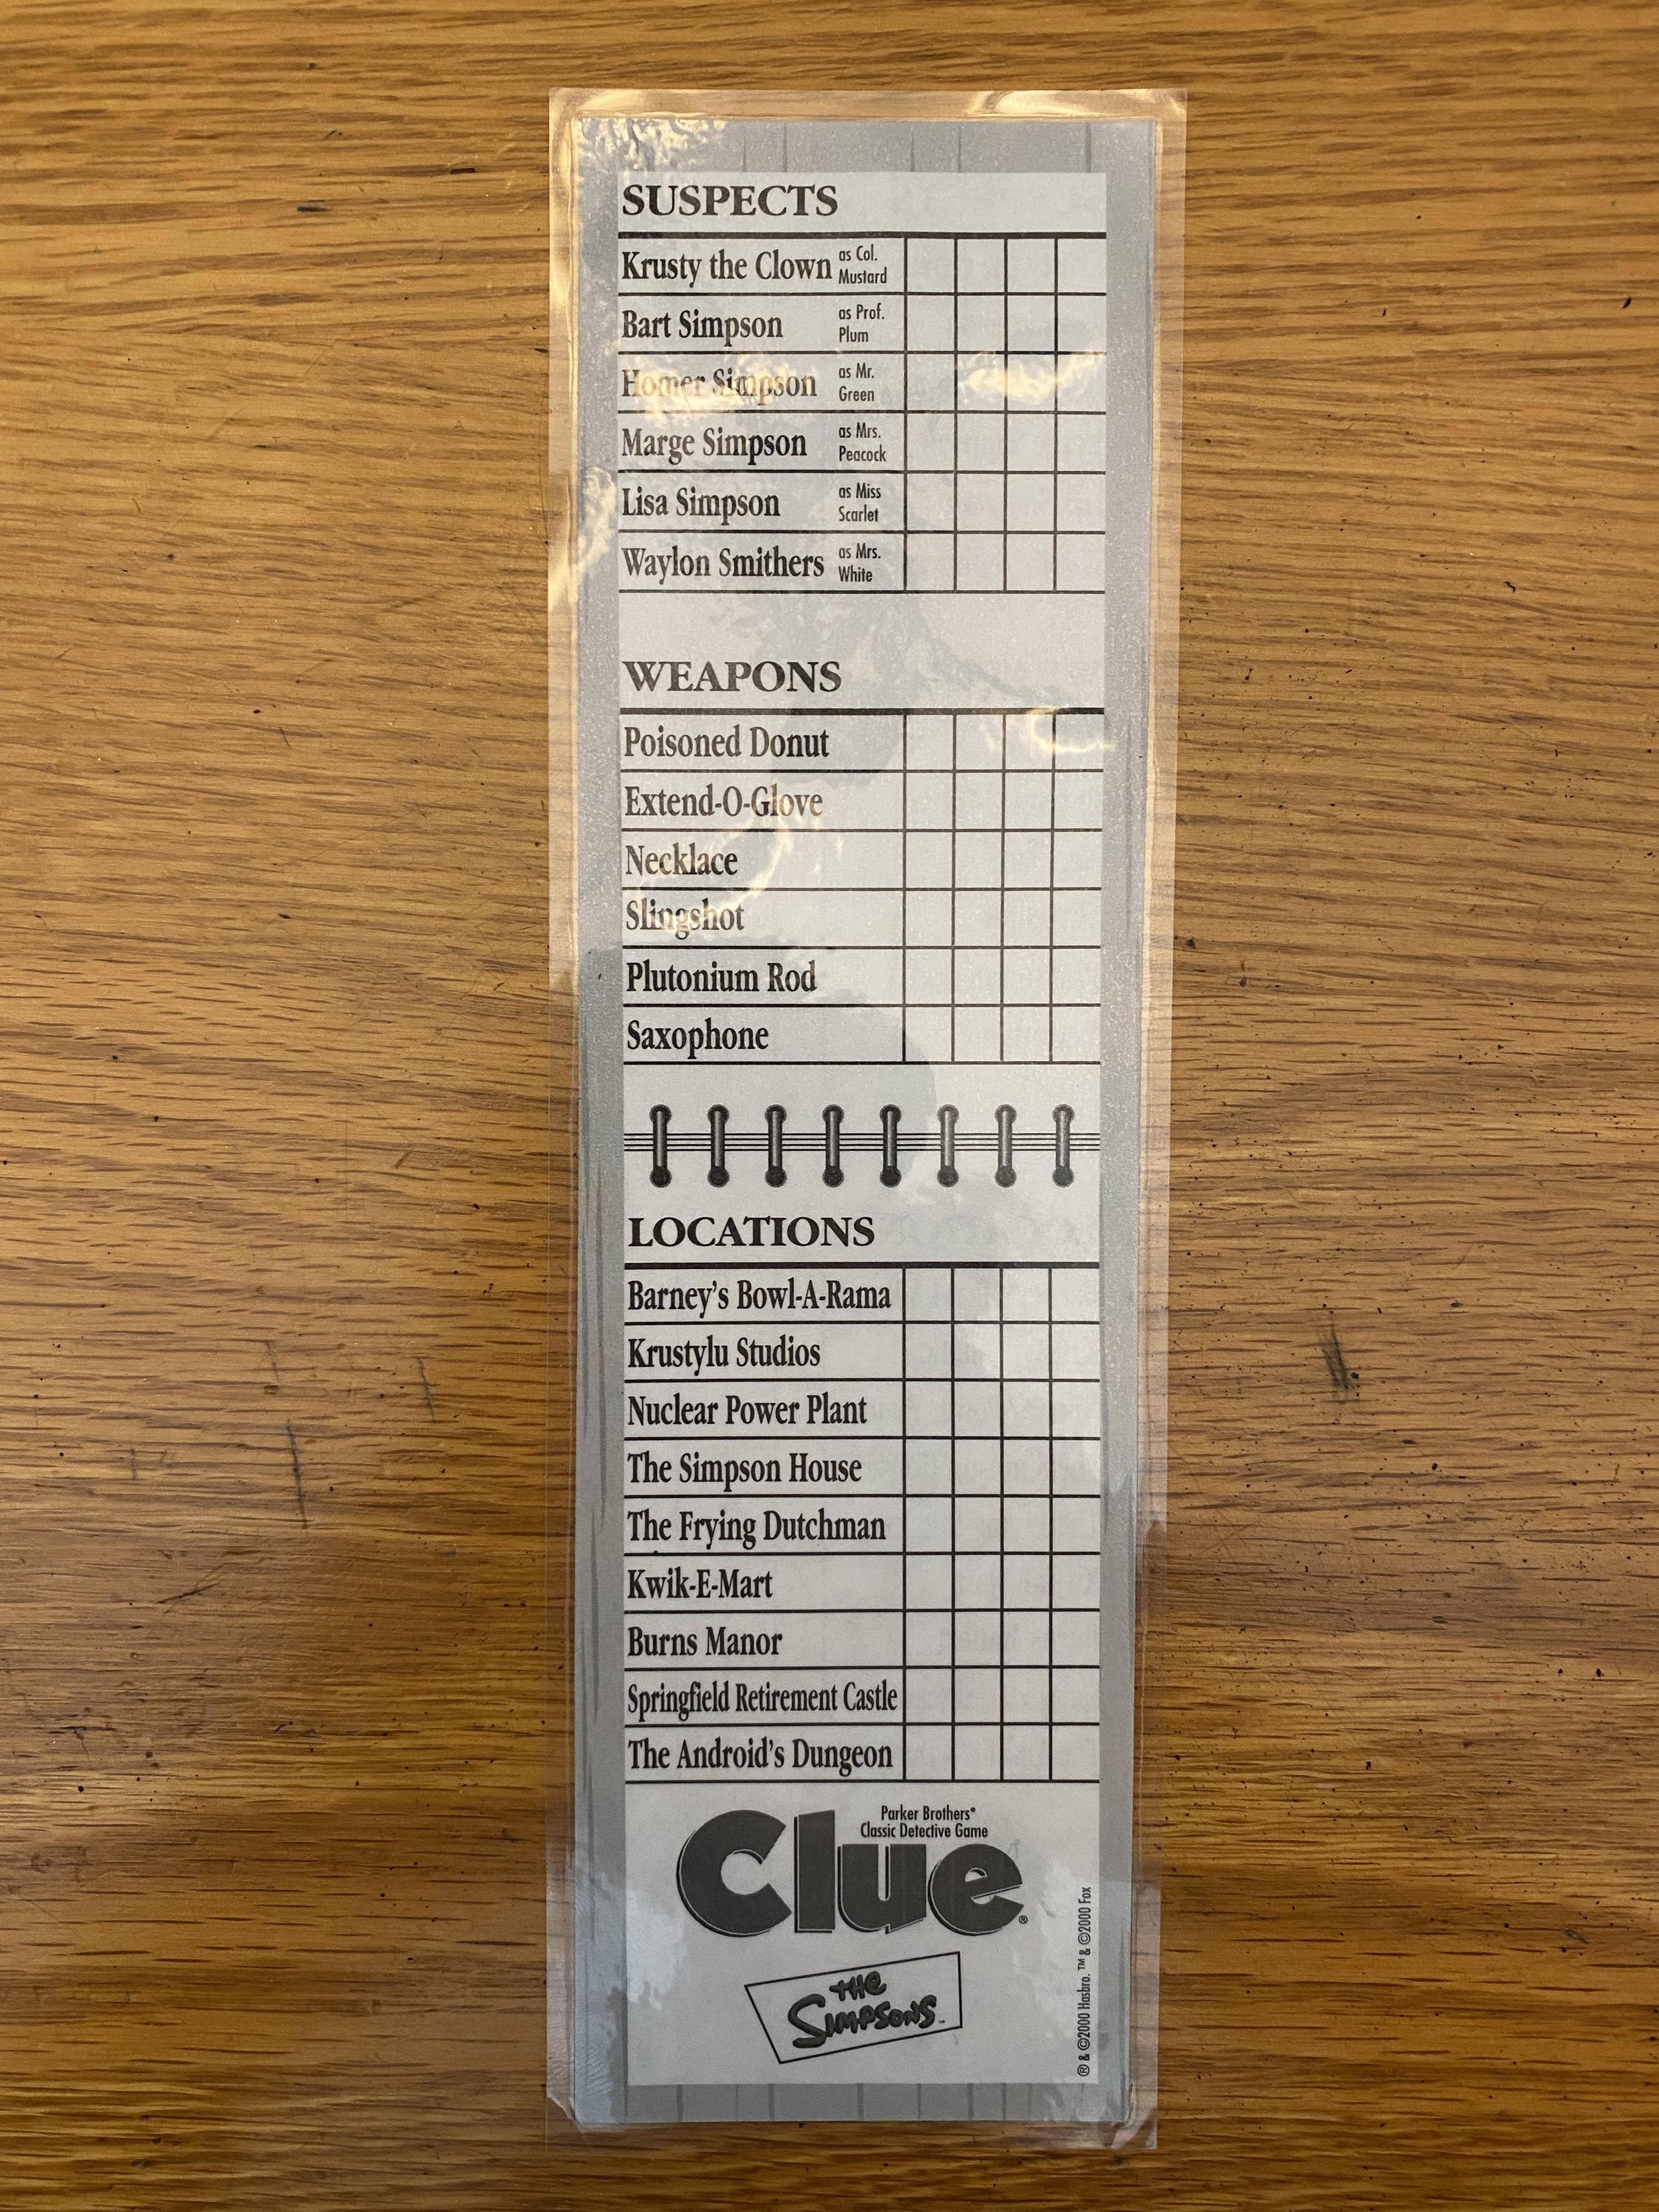 SUSPECTS
Krusty the Clown as Col. Mustard
Bart Simpson as Prof. Plum
Homer Simpson as Mr. Green
Marge Simpson as Mrs. Peacock
Lisa Simpson as Miss Scarlet
Waylon Smithers as Mrs. White
WEAPONS
Poisoned Donut
Extend-O-Glove
Necklace
Slingshot
Plutonium Rod
Saxophone
LOCATIONS
Barney's Bowl-A-Rama
Krustylu Studios
Nuclear Power Plant
The Simpson House
The Frying Dutchman
Kwik-E-Mart
Burns Manor
Springfield Retirement Castle
The Android's Dungeon
Parker Brothers®
Classic Detective Game
Clue®
THE
SIMPSONS™
® & ©2000 Hasbro. ™ & ©2000 Fox